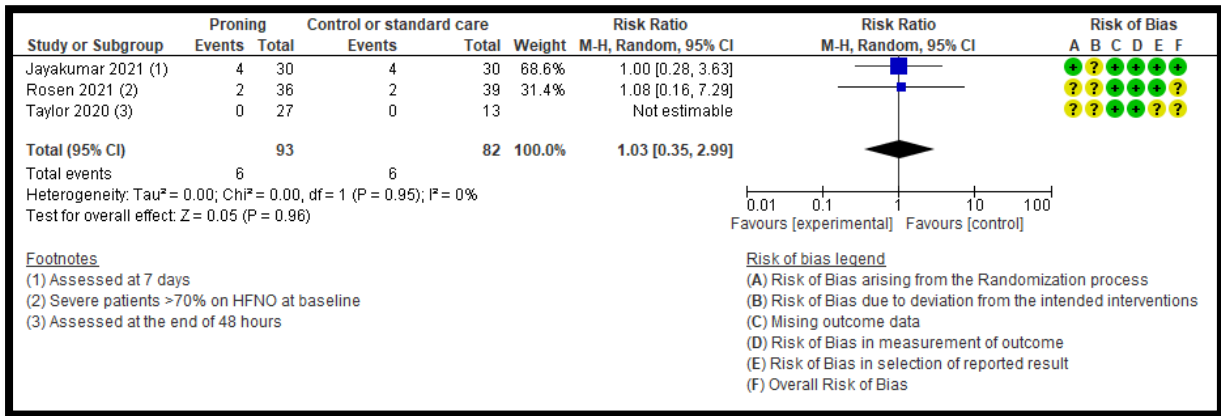 Proning Control or standard care Risk Ratio Risk Ratio Risk of Bias
Study or Subgroup Events Total Events Total Weight M-H, Random, 95% CI M-H, Random, 95% CI A B C D E F
Jayakumar 2021 (1) 4 30 4 30 68.6% 1.00 [0.28, 3.63] + ? + + + +
Rosen 2021 (2) 2 36 2 39 31.4% 1.08 [0.16, 7.29] ? ? + + + ?
Taylor 2020 (3) 0 27 0 13 Not estimable ? ? + + ? ?
Total (95% CI) 93 82 100.0% 1.03 [0.35, 2.99]
Total events 6 6
Heterogeneity: Tau² = 0.00; Chi² = 0.00, df = 1 (P = 0.95); I² = 0%
Test for overall effect: Z = 0.05 (P = 0.96)
0.01 0.1 1 10 100
Favours [experimental] Favours [control]
Footnotes
(1) Assessed at 7 days
(2) Severe patients >70% on HFNO at baseline
(3) Assessed at the end of 48 hours
Risk of bias legend
(A) Risk of Bias arising from the Randomization process
(B) Risk of Bias due to deviation from the intended interventions
(C) Mising outcome data
(D) Risk of Bias in measurement of outcome
(E) Risk of Bias in selection of reported result
(F) Overall Risk of Bias